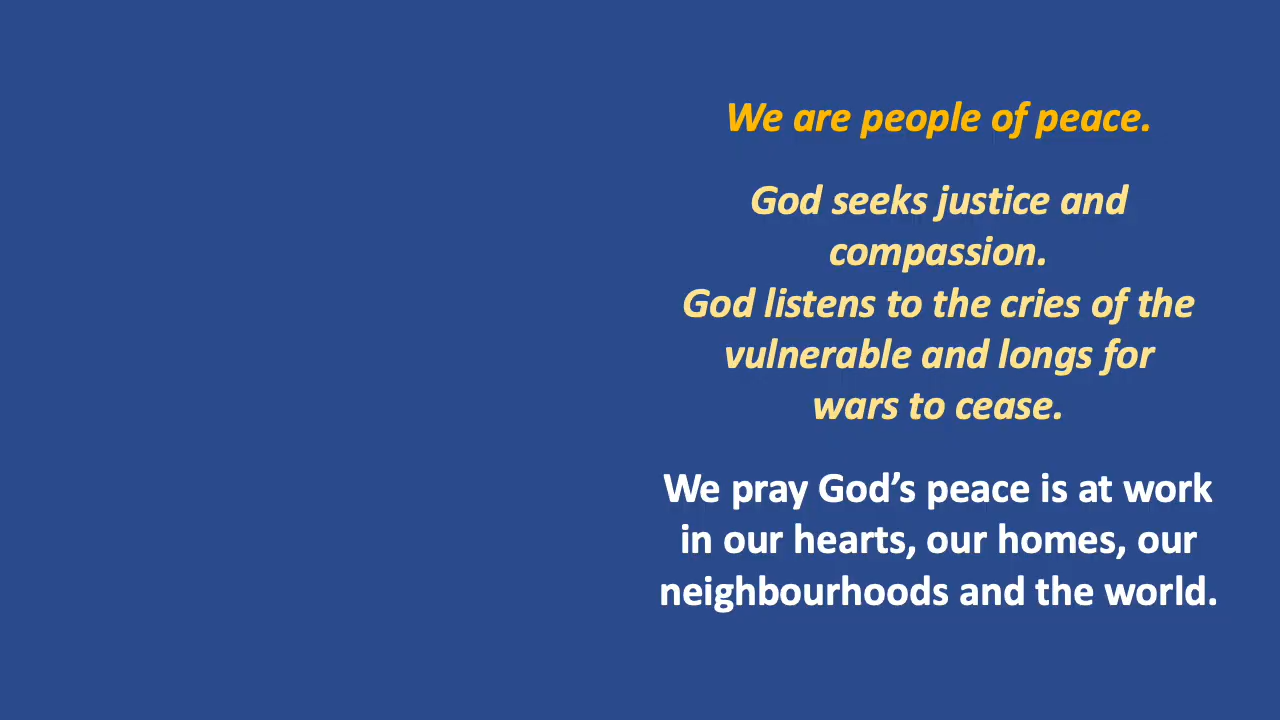 We are people of peace.
God seeks justice and
compassion.
God listens to the cries of the
vulnerable and longs for
wars to cease.
We pray God’s peace is at work
in our hearts, our homes, our
neighbourhoods and the world.